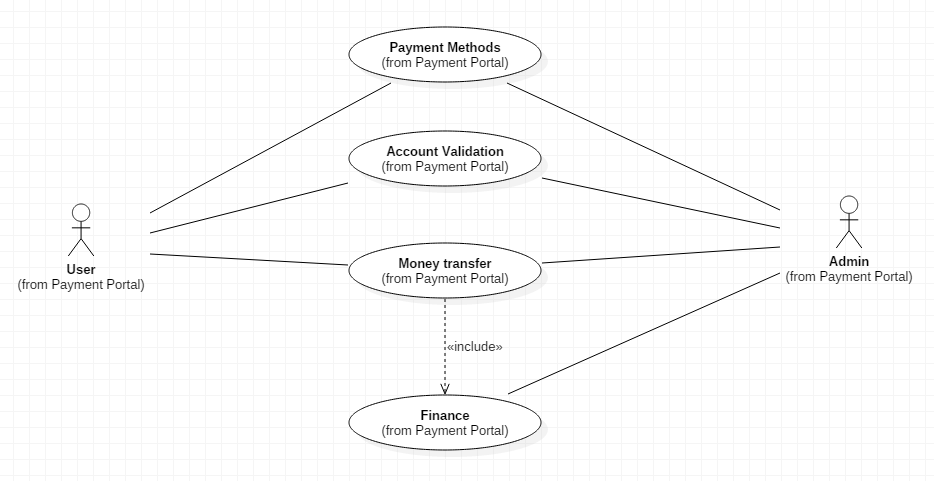 Payment Methods
(from Payment Portal)
Account Validation
(from Payment Portal)
User
(from Payment Portal)
Money transfer
(from Payment Portal)
Admin
(from Payment Portal)
«include»
Finance
(from Payment Portal)